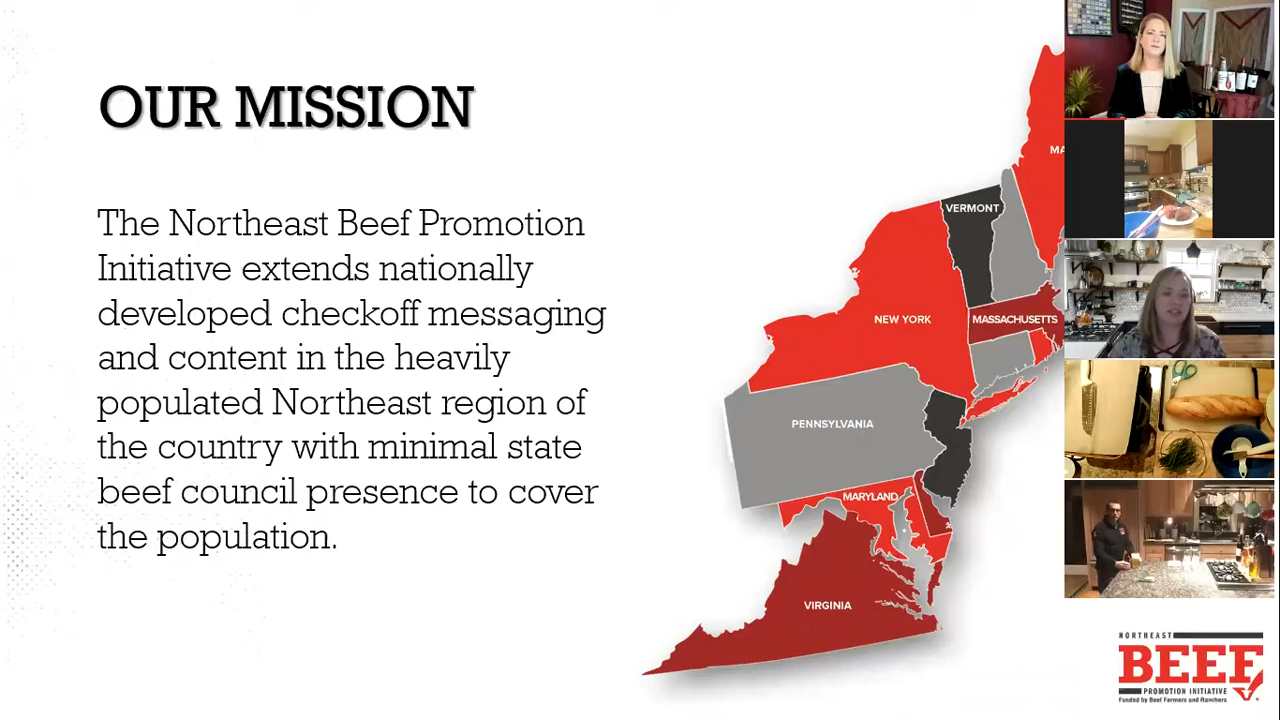 OUR MISSION
The Northeast Beef Promotion
Initiative extends nationally
developed checkoff messaging
and content in the heavily
populated Northeast region of
the country with minimal state
beef council presence to cover
the population.
MA
VERMONT
NEW YORK
MASSACHUSETTS
PENNSYLVANIA
MARYLAND
VIRGINIA
NORTHEAST
BEEF
PROMOTION INITIATIVE
Funded by Beef Farmers and Ranchers